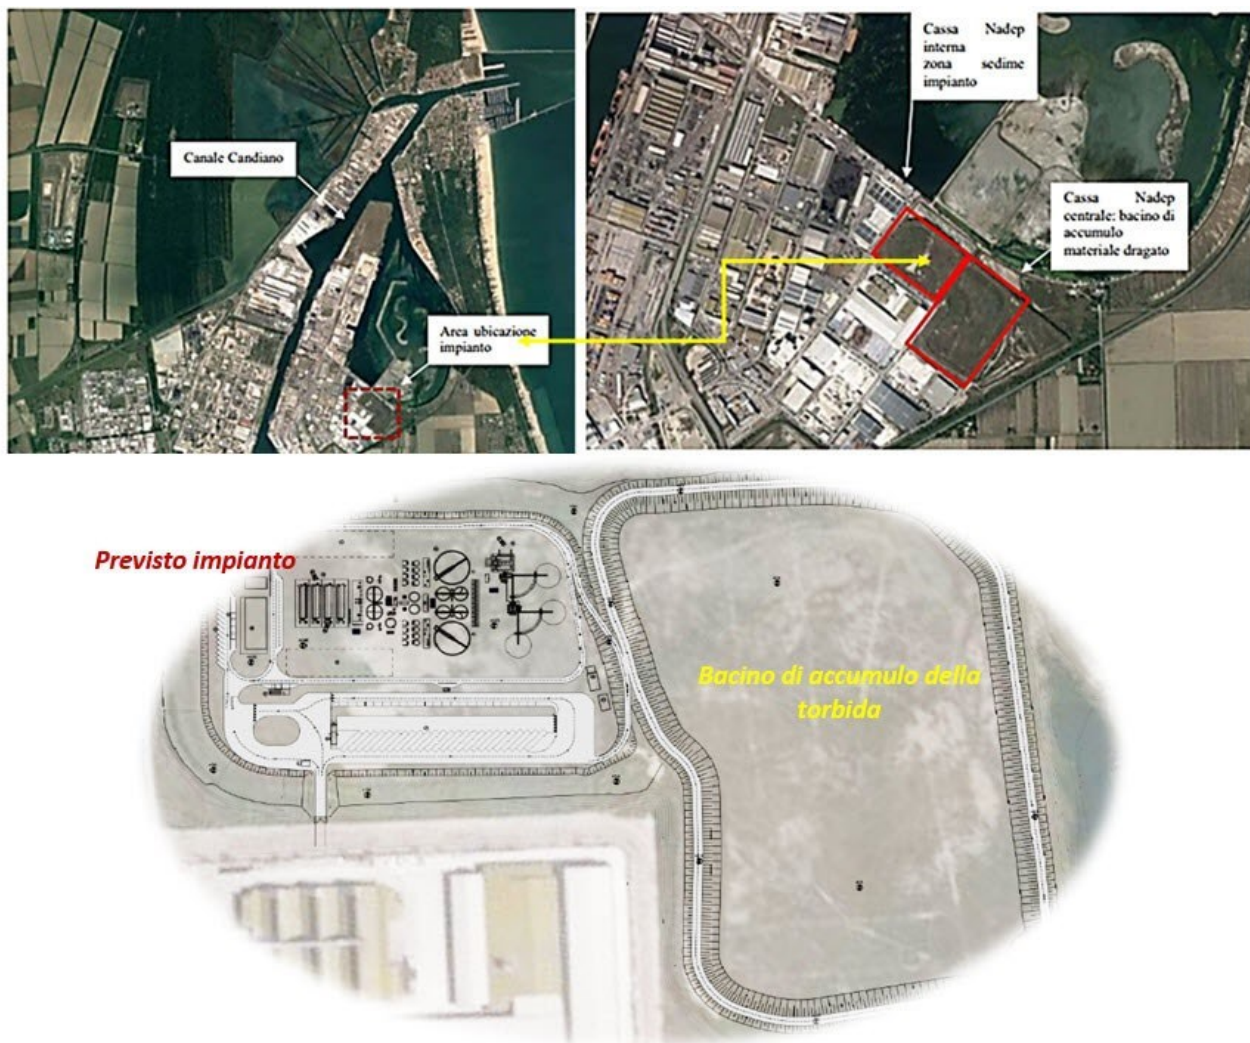 Canale Candiano
Area ubicazione
impianto
Cassa Nadep
interna
zona sedime
impianto
Cassa Nadep
centrale: bacino di
accumulo
materiale dragato
Previsto impianto
Bacino di accumulo della
torbida